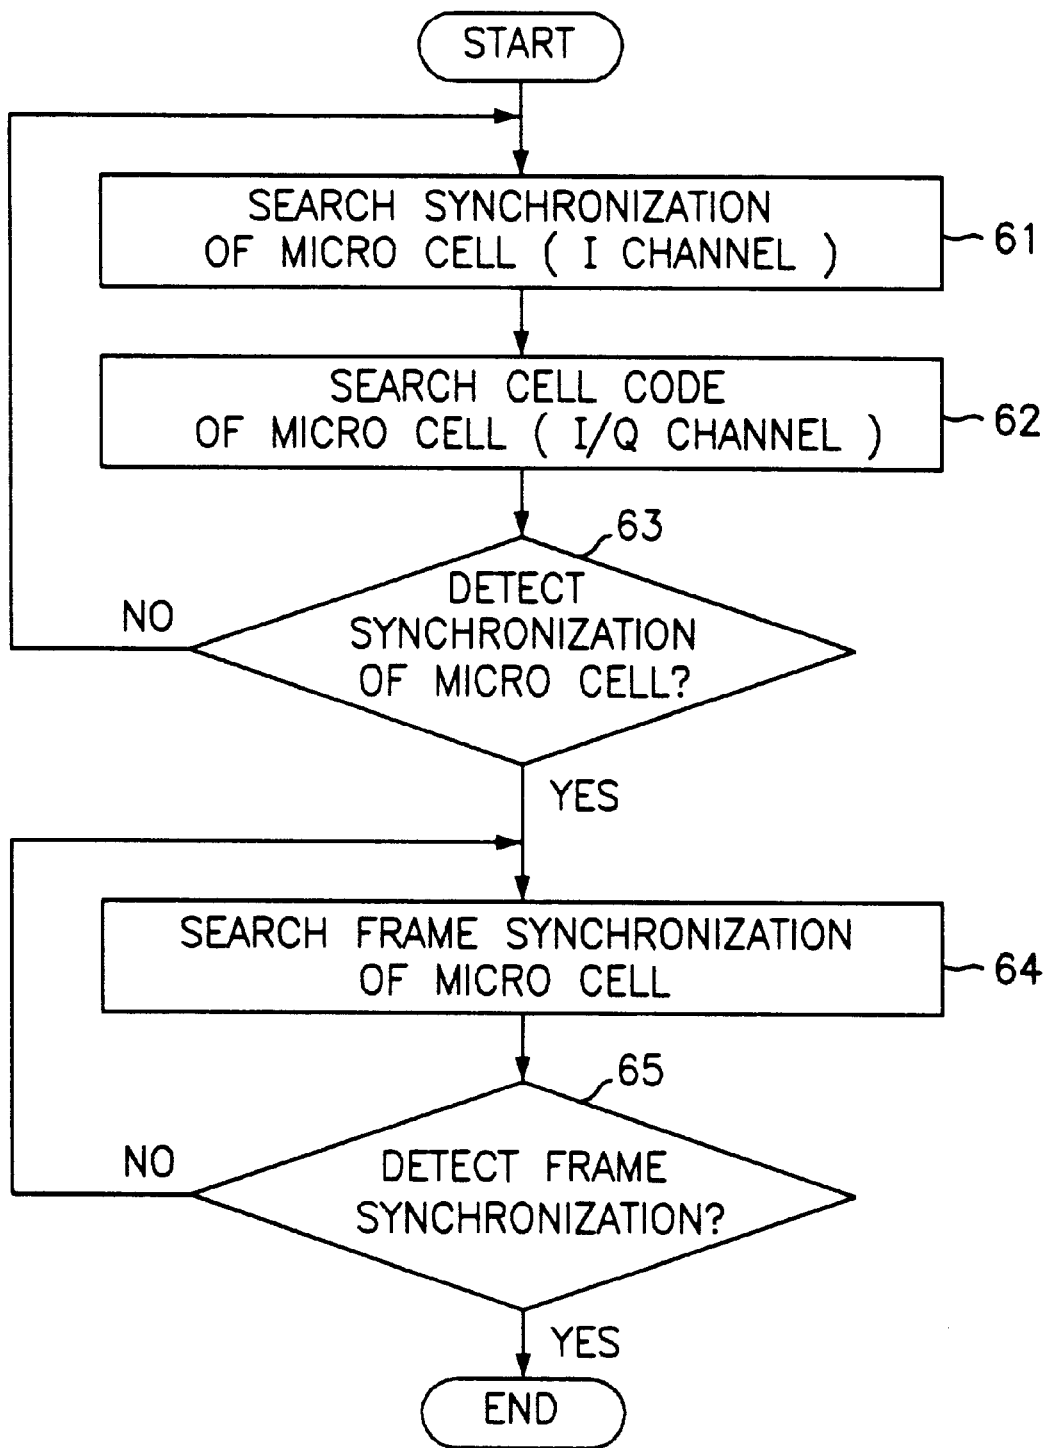 START
SEARCH SYNCHRONIZATION
OF MICRO CELL ( I CHANNEL )
61
SEARCH CELL CODE
OF MICRO CELL ( I/Q CHANNEL )
62
63
DETECT
SYNCHRONIZATION
OF MICRO CELL?
NO
YES
SEARCH FRAME SYNCHRONIZATION
OF MICRO CELL
64
65
DETECT FRAME
SYNCHRONIZATION?
NO
YES
END